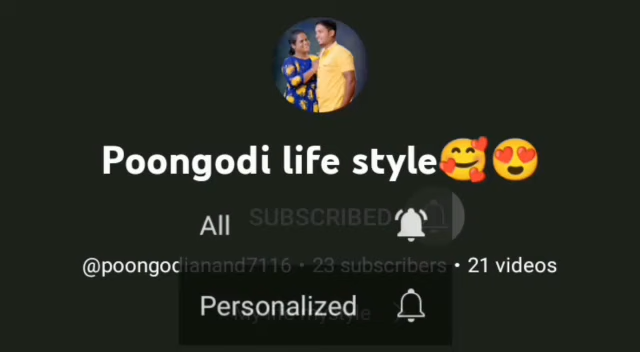 Poongodi life style🥰😍
All SUBSCRIBED
@poongodianand7116 • 23 subscribers • 21 videos
Personalized